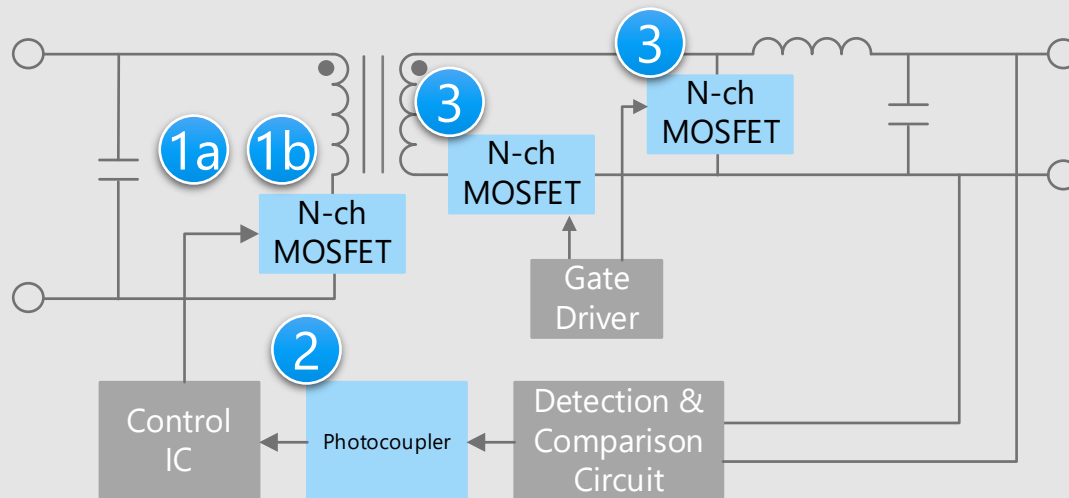 3
N-ch
MOSFET
3
N-ch
MOSFET
1a
1b
N-ch
MOSFET
Gate
Driver
2
Control
IC
Photocoupler
Detection &
Comparison
Circuit